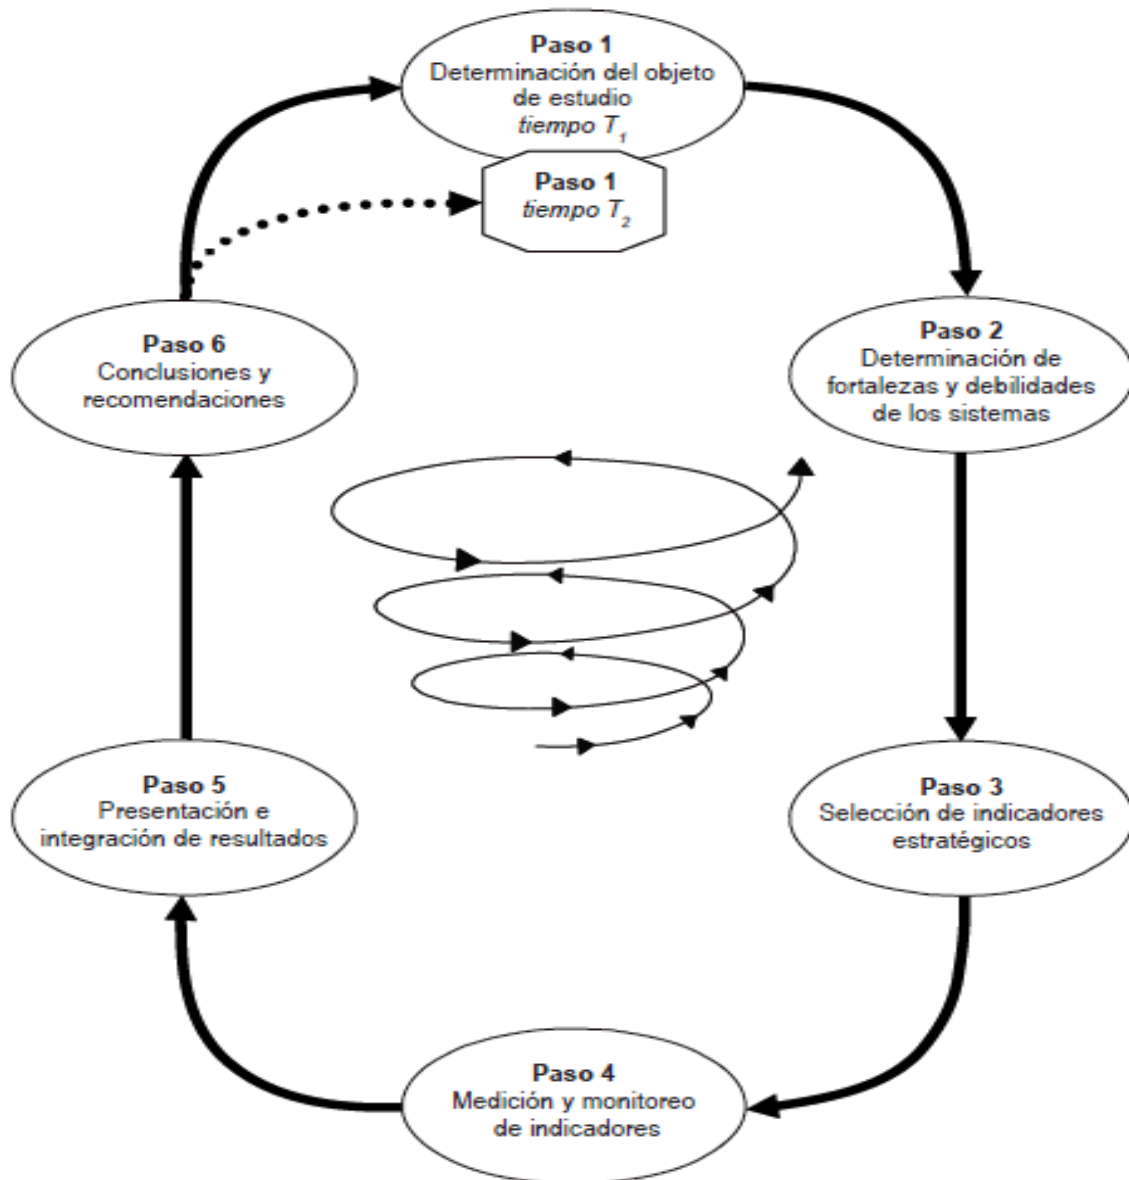 Paso 1
Determinación del objeto
de estudio
tiempo T₁
Paso 1
tiempo T₂
Paso 2
Determinación de
fortalezas y debilidades
de los sistemas
Paso 3
Selección de indicadores
estratégicos
Paso 4
Medición y monitoreo
de indicadores
Paso 5
Presentación e
integración de resultados
Paso 6
Conclusiones y
recomendaciones